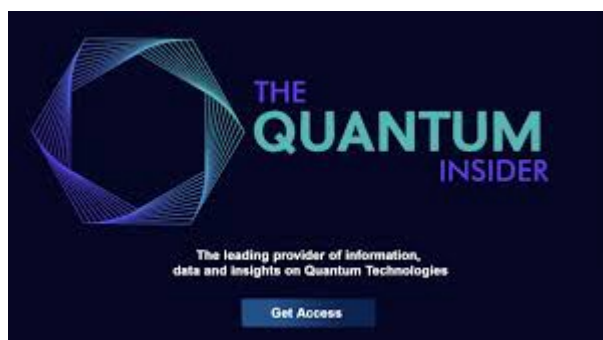 THE
QUANTUM
INSIDER
The leading provider of information,
data and insights on Quantum Technologies
Get Access